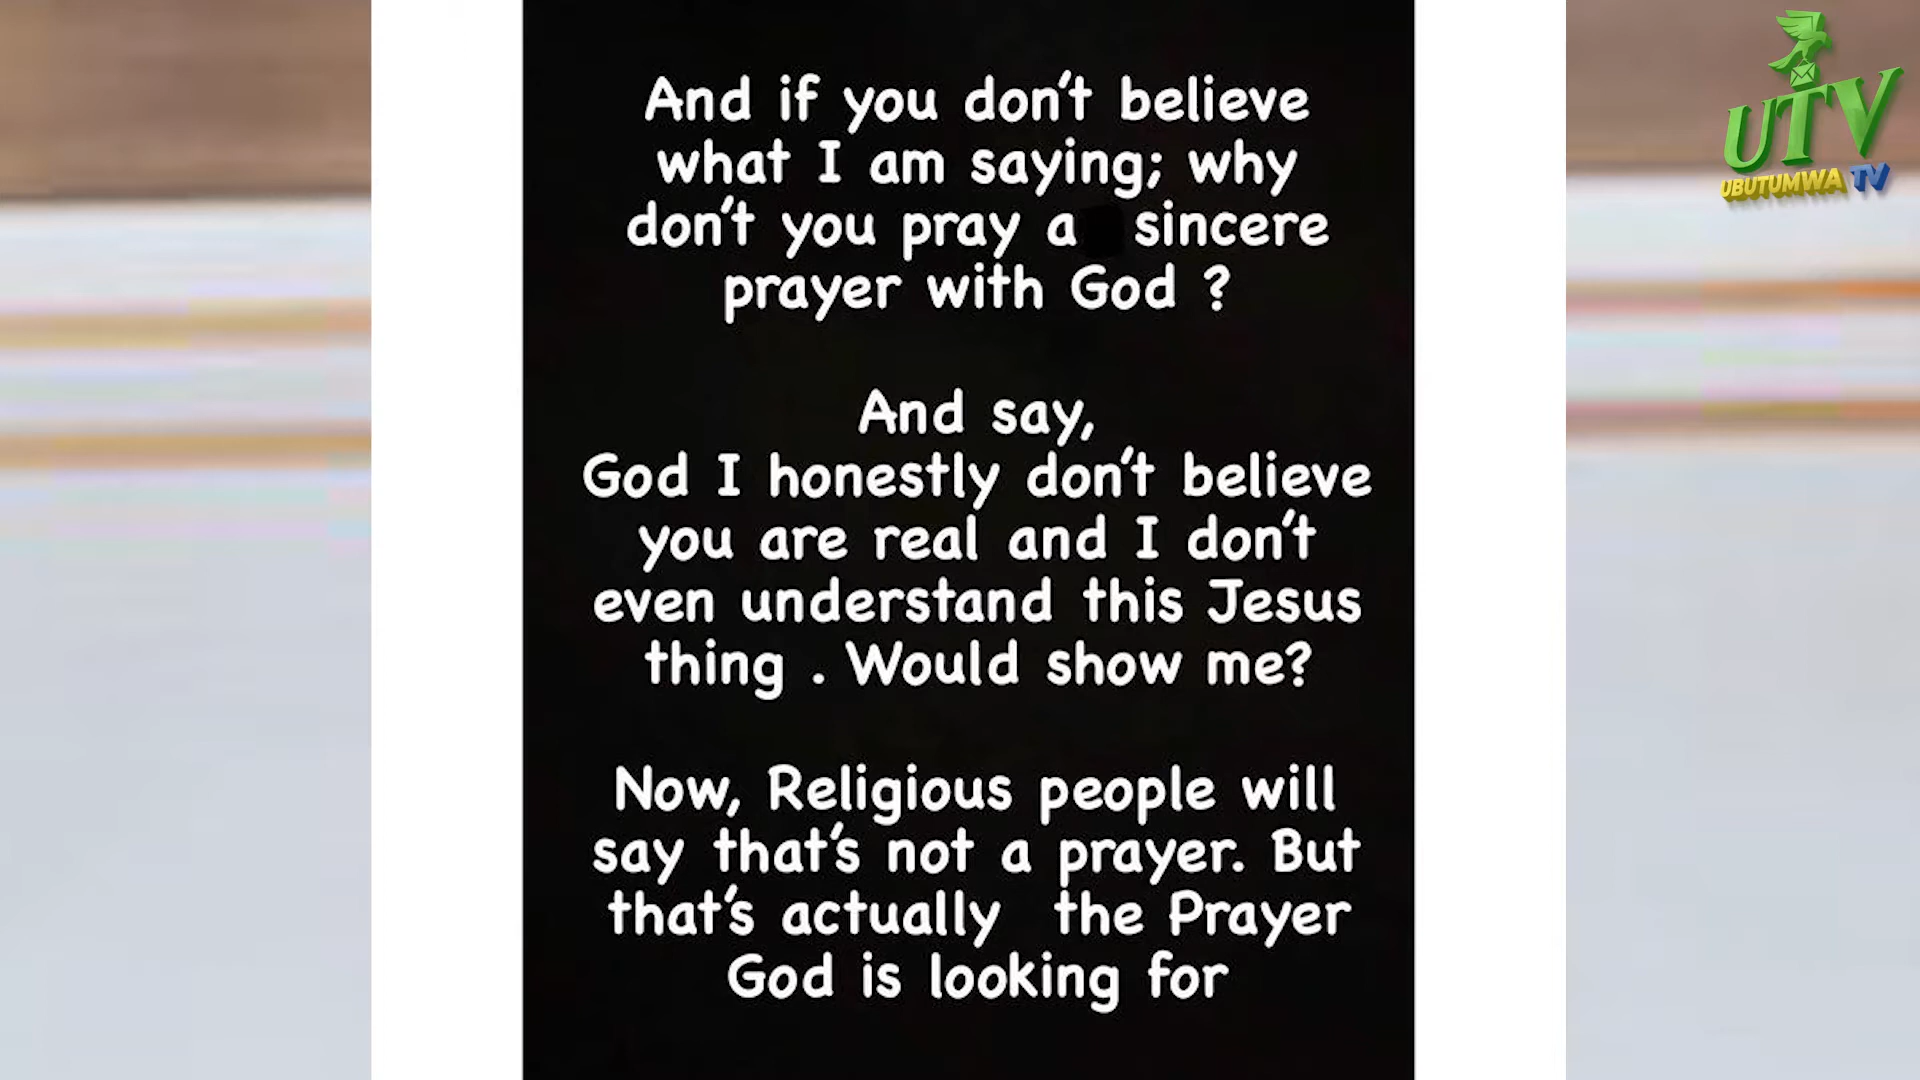 And if you don't believe
what I am saying; why
don't you pray a sincere
prayer with God ?
And say,
God I honestly don't believe
you are real and I don't
even understand this Jesus
thing . Would show me?
Now, Religious people will
say that's not a prayer. But
that's actually the Prayer
God is looking for
UTV
UBUTUMWA TV